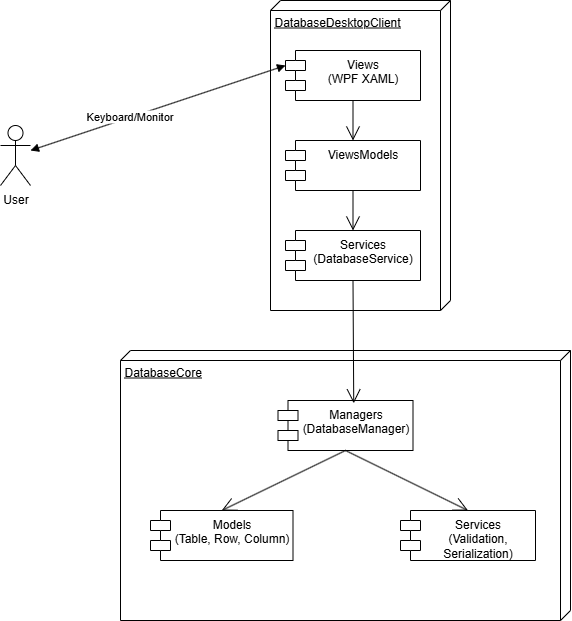 DatabaseDesktopClient
Views
(WPF XAML)
Keyboard/Monitor
ViewsModels
User
Services
(DatabaseService)
DatabaseCore
Managers
(DatabaseManager)
Models
(Table, Row, Column)
Services
(Validation,
Serialization)